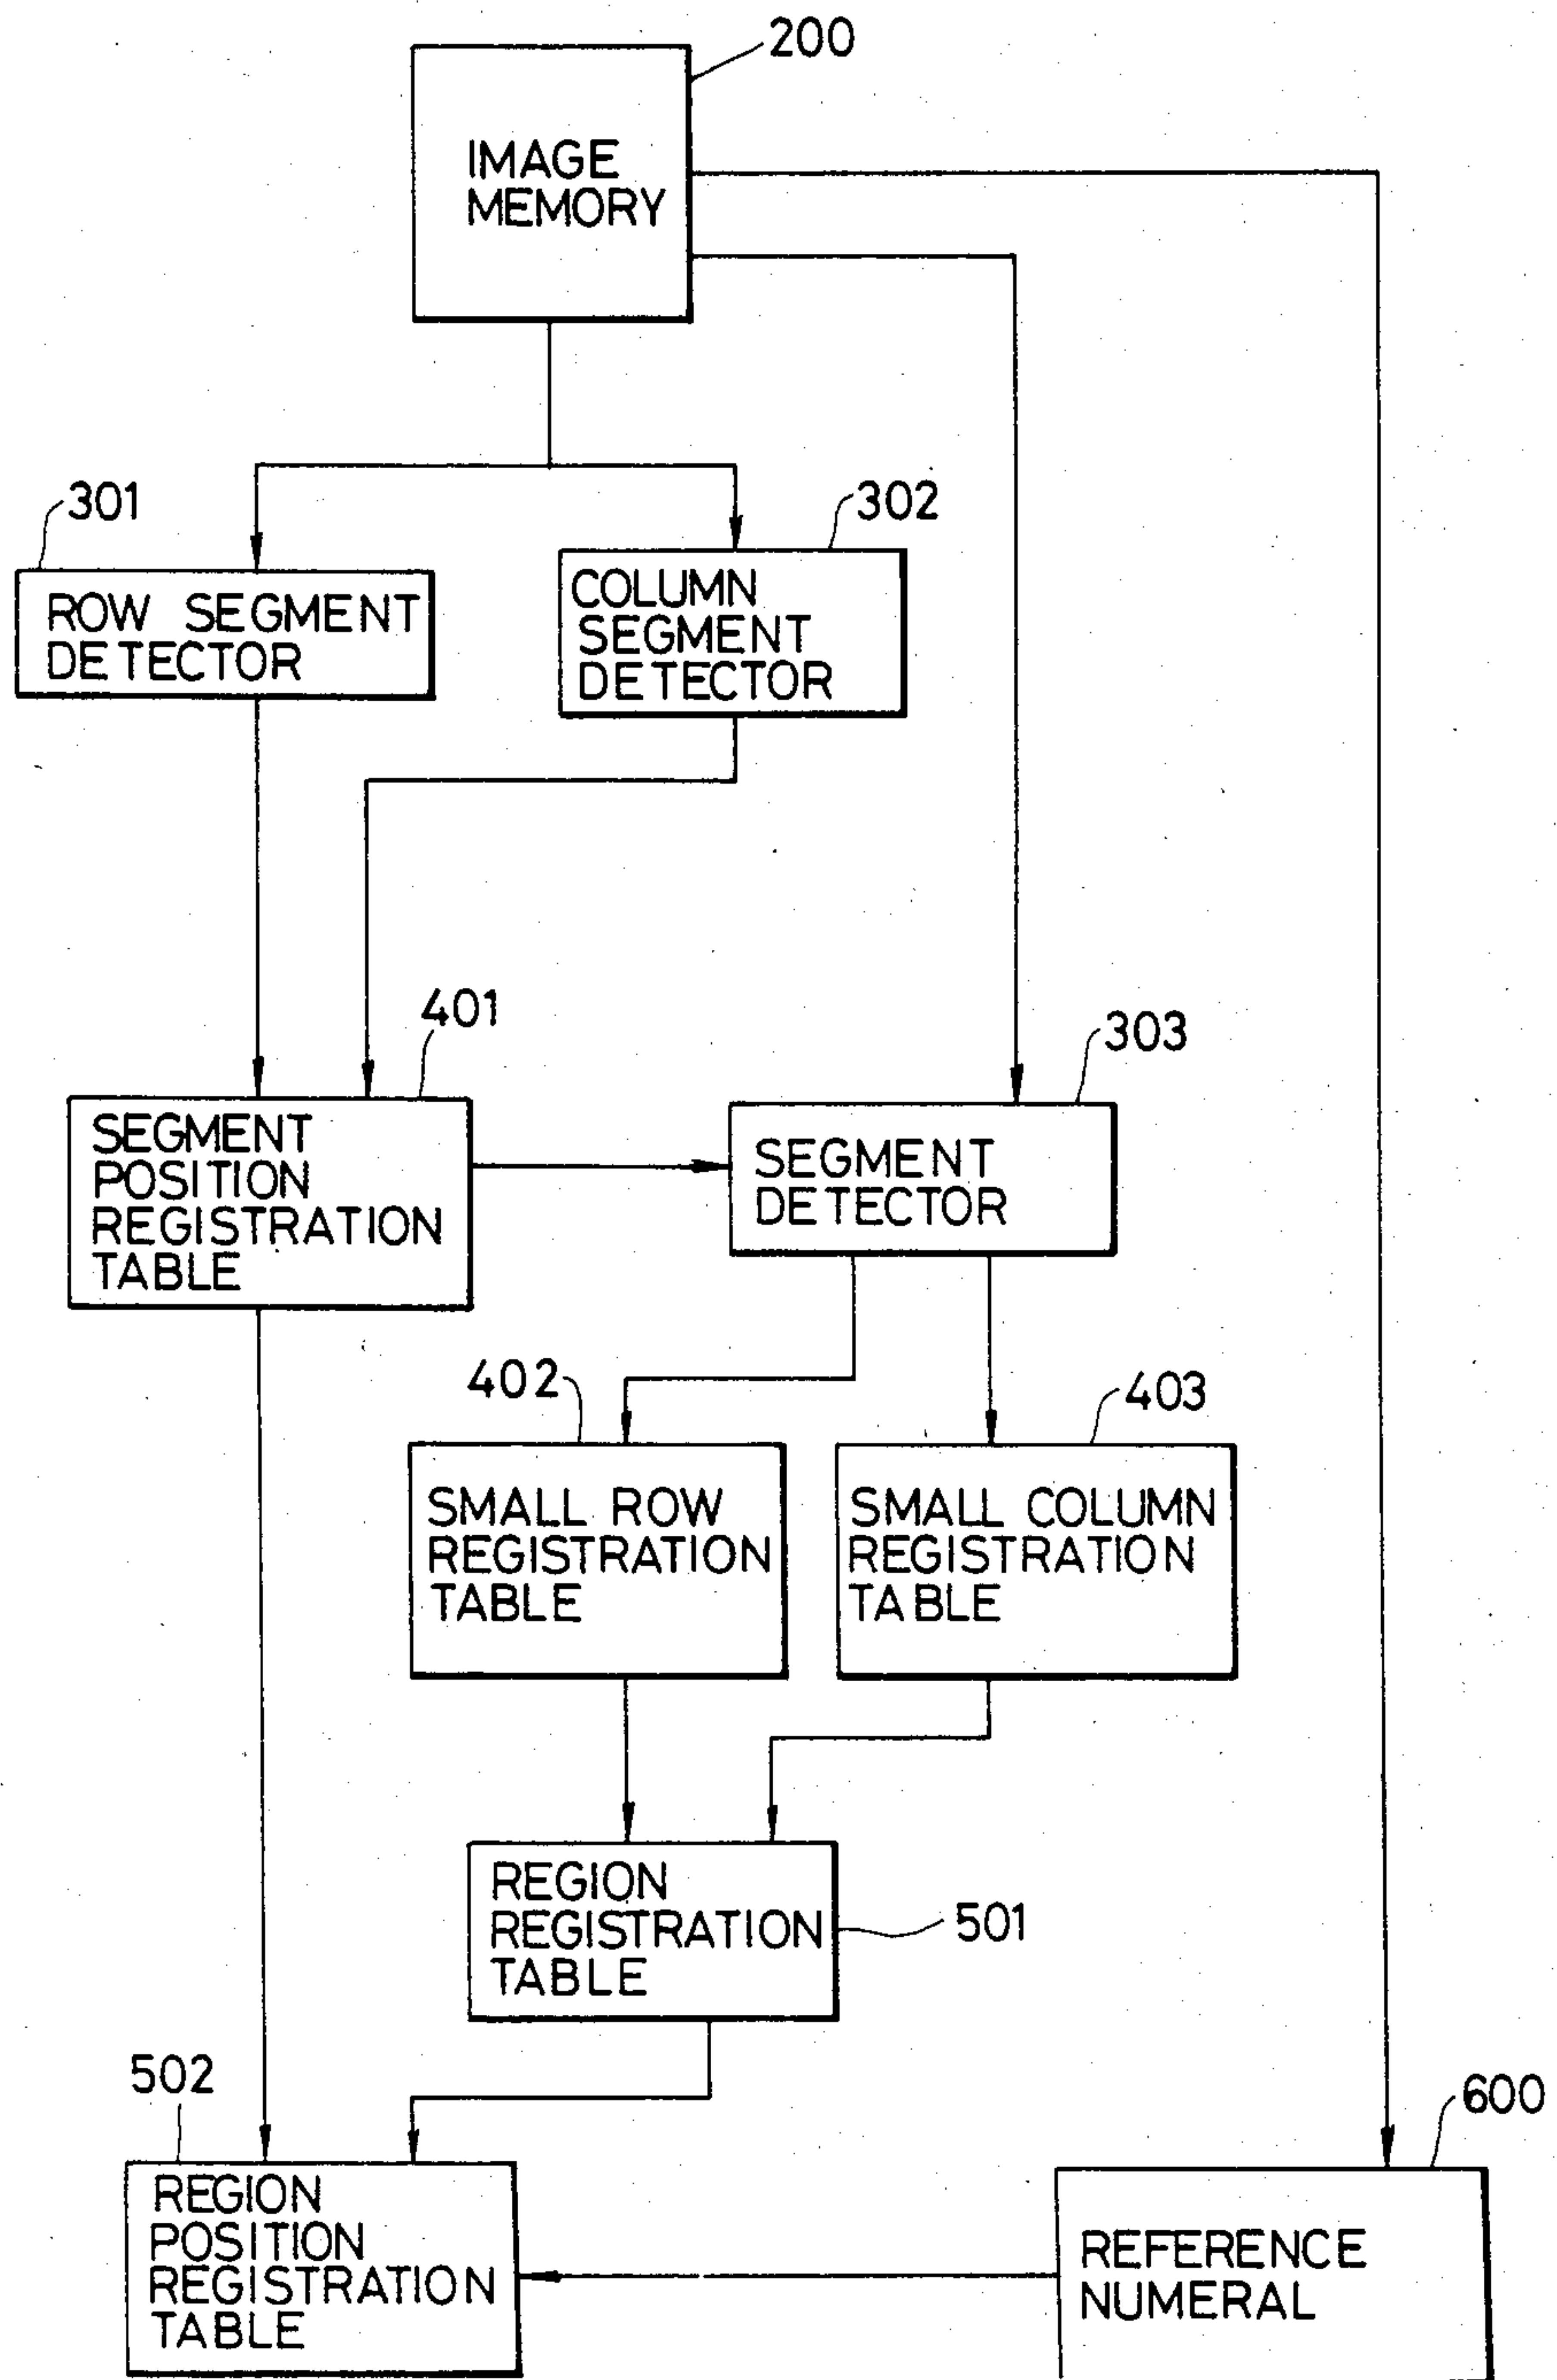 200
IMAGE
MEMORY
301
302
ROW SEGMENT
DETECTOR
COLUMN
SEGMENT
DETECTOR
401
303
SEGMENT
POSITION
REGISTRATION
TABLE
SEGMENT
DETECTOR
402
403
SMALL ROW
REGISTRATION
TABLE
SMALL COLUMN
REGISTRATION
TABLE
REGION
REGISTRATION
TABLE
501
502
600
REGION
POSITION
REGISTRATION
TABLE
REFERENCE
NUMERAL